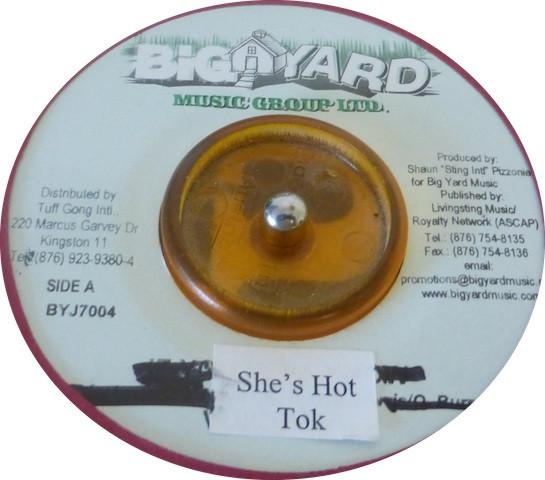 BiG YARD
MUSIC GROUP LTD.
Distributed by
Tuff Gong Intl..
220 Marcus Garvey Dr
Kingston 11
Tel:(876) 923-9380-4
SIDE A
BYJ7004
Produced by:
Shaun "Sting Intl" Pizzonia
for Big Yard Music
Published by:
Livingsting Music/
Royalty Network (ASCAP)
Tel.: (876) 754-8135
Fax.: (876) 754-8136
email:
promotions@bigyardmusic.
www.bigyardmusic.com
She's Hot
Tok